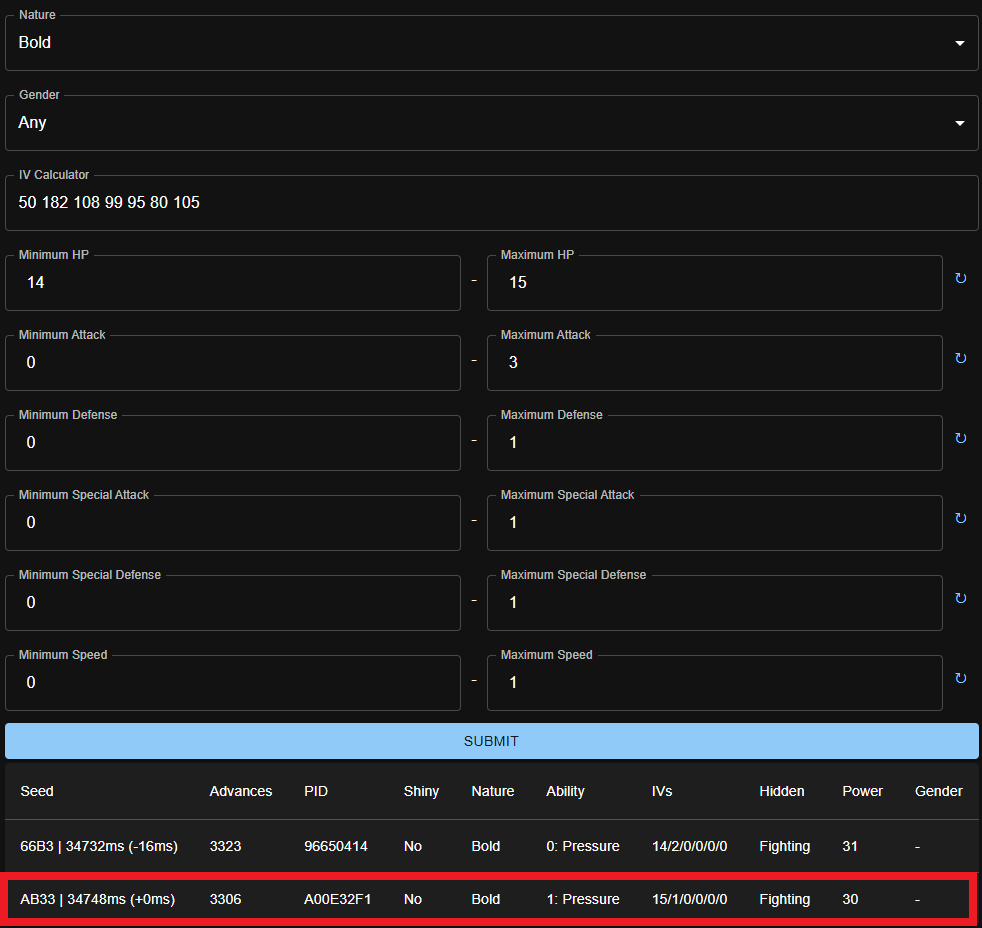 Nature
Bold
Gender
Any
IV Calculator
50 182 108 99 95 80 105
Minimum HP Maximum HP
14 - 15 ↻
Minimum Attack Maximum Attack
0 - 3 ↻
Minimum Defense Maximum Defense
0 - 1 ↻
Minimum Special Attack Maximum Special Attack
0 - 1 ↻
Minimum Special Defense Maximum Special Defense
0 - 1 ↻
Minimum Speed Maximum Speed
0 - 1 ↻
SUBMIT
Seed Advances PID Shiny Nature Ability IVs Hidden Power Gender
66B3 | 34732ms (-16ms) 3323 96650414 No Bold 0: Pressure 14/2/0/0/0/0 Fighting 31 -
AB33 | 34748ms (+0ms) 3306 A00E32F1 No Bold 1: Pressure 15/1/0/0/0/0 Fighting 30 -